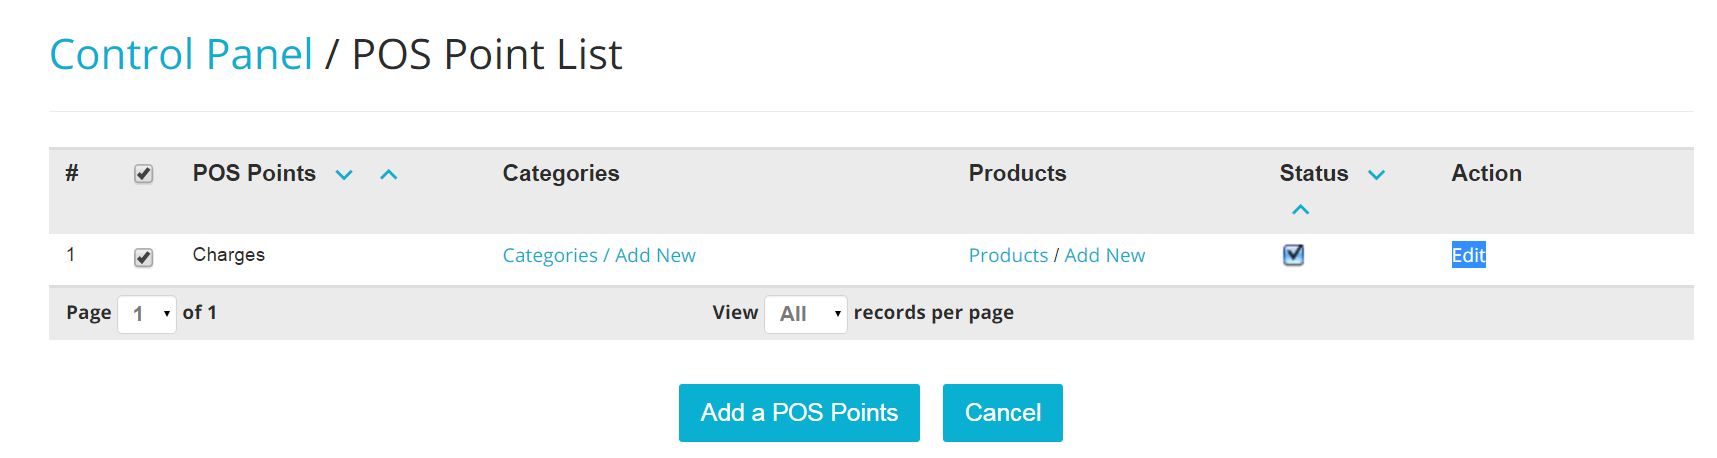 Control Panel / POS Point List
# POS Points Categories Products Status Action
1 Charges Categories / Add New Products / Add New Edit
Page 1 of 1 View All records per page
Add a POS Points Cancel